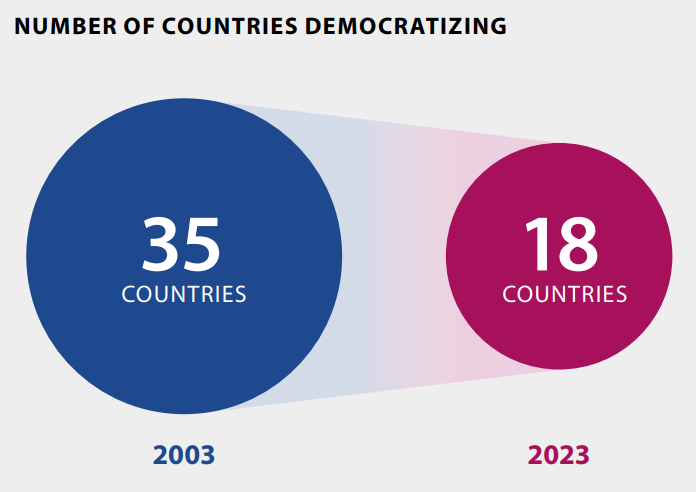 NUMBER OF COUNTRIES DEMOCRATIZING
35
COUNTRIES
18
COUNTRIES
2003
2023